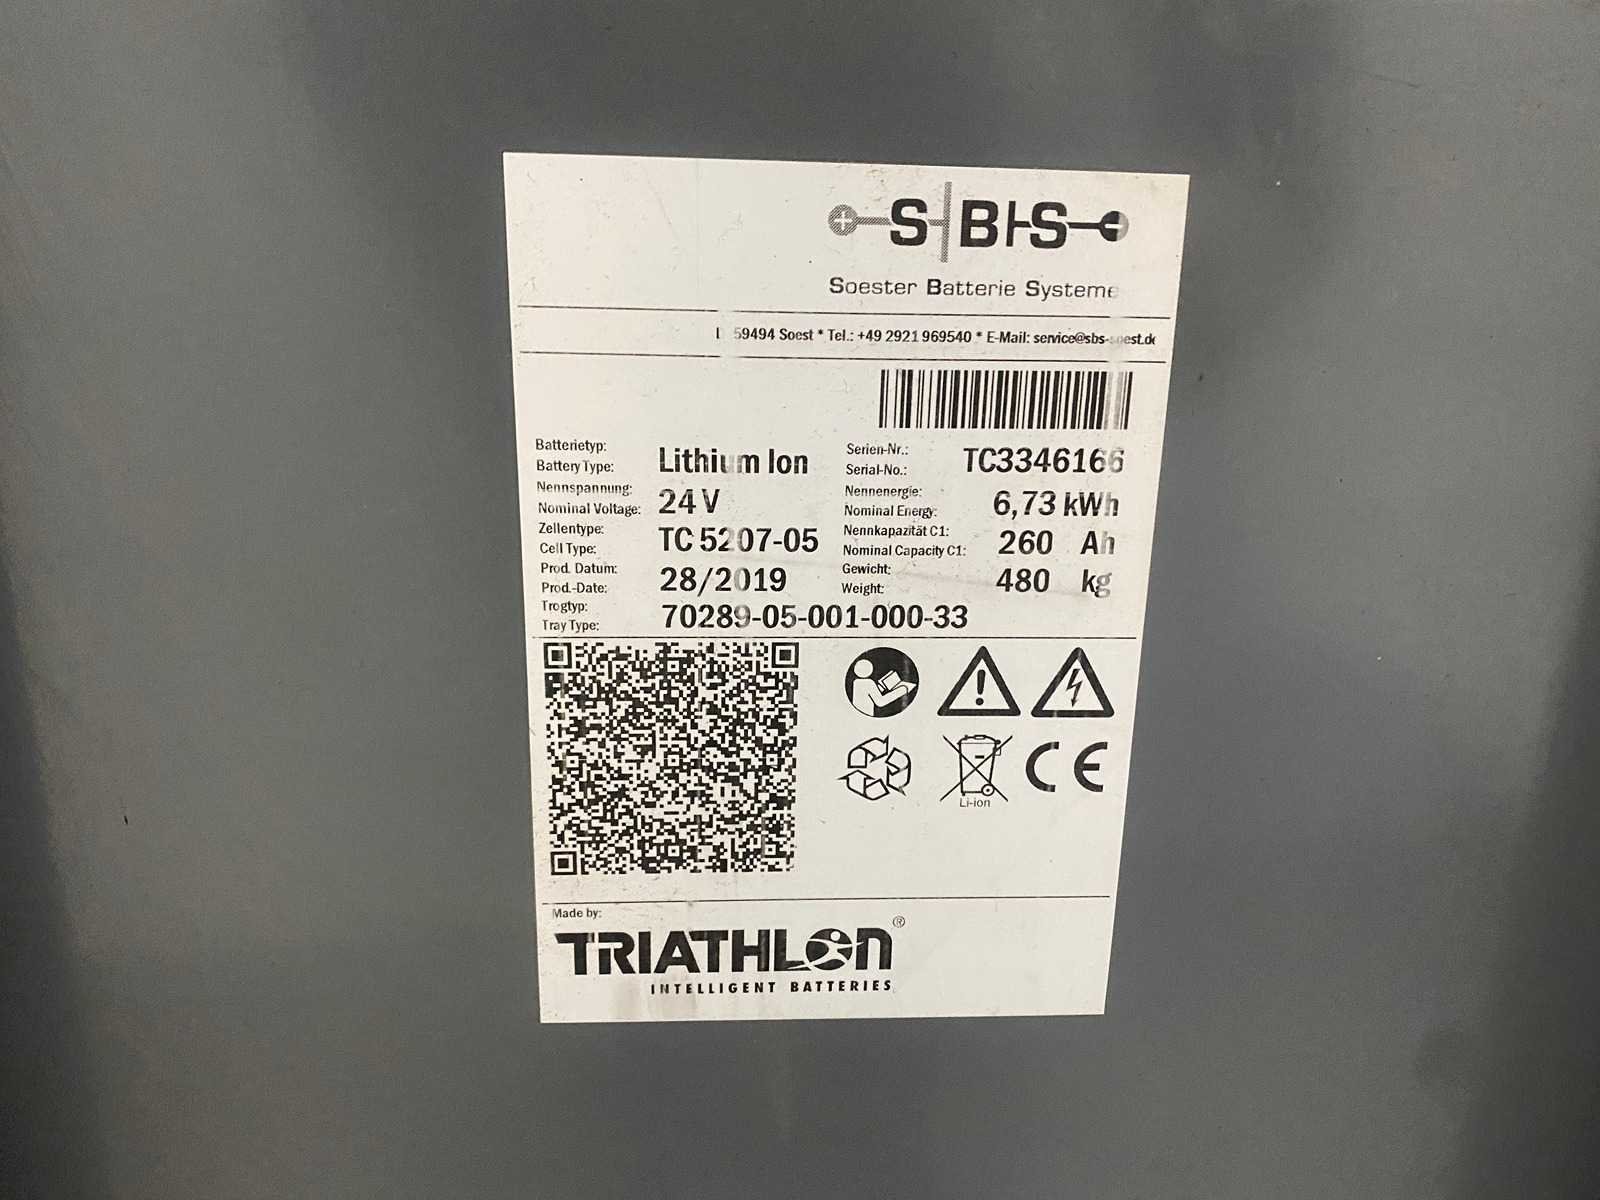 S BI-S
Soester Batterie Systeme
59494 Soest * Tel.: +49 2921 969540 * E-Mail: service@sbs-soest.de
Batterietyp:
Battery Type: Lithium Ion
Serien-Nr.:
Serial-No.: TC3346166
Nennspannung:
Nominal Voltage: 24 V
Nennenergie:
Nominal Energy: 6,73 kWh
Zellentype:
Cell Type: TC 5207-05
Nennkapazität C1:
Nominal Capacity C1: 260 Ah
Prod. Datum:
Prod.-Date: 28/2019
Gewicht:
Weight: 480 kg
Trogtyp:
Tray Type: 70289-05-001-000-33
Li-ion
CE
Made by:
TRIATHLON®
INTELLIGENT BATTERIES